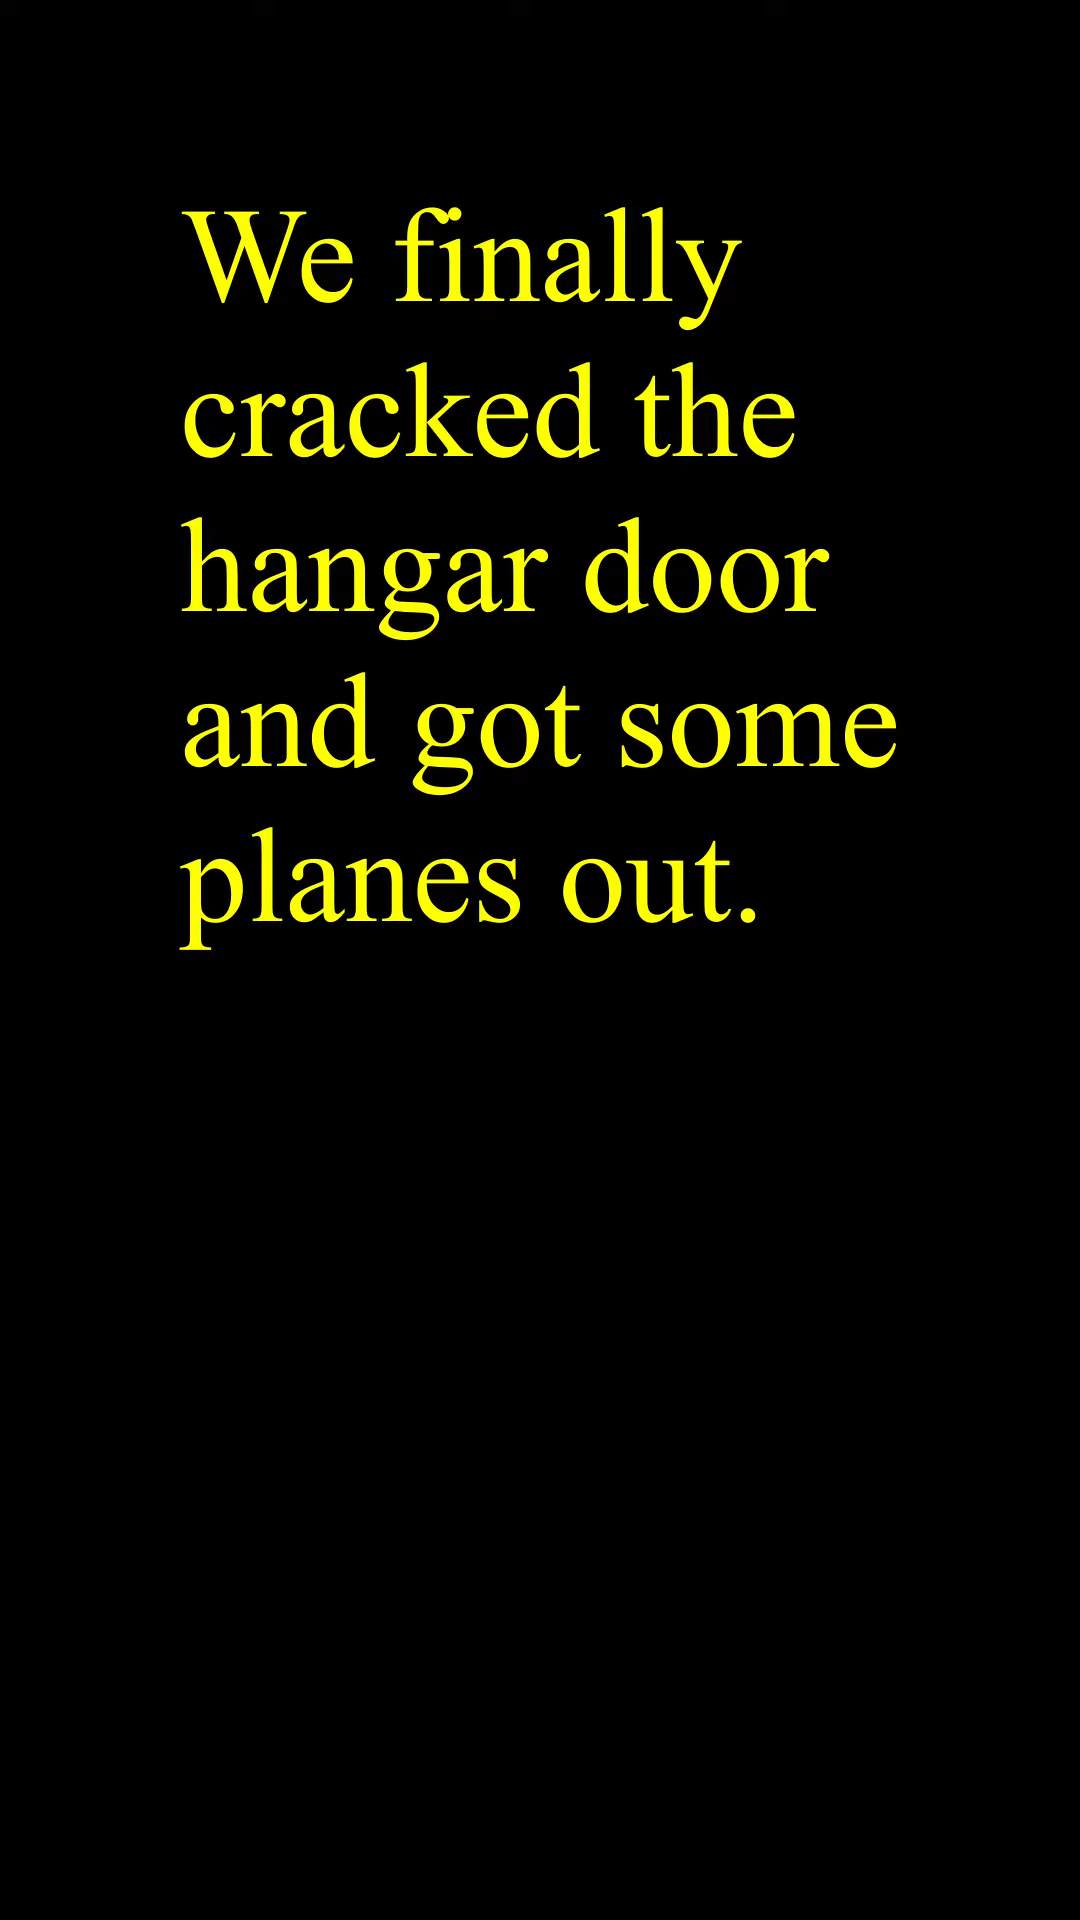 We finally
cracked the
hangar door
and got some
planes out.